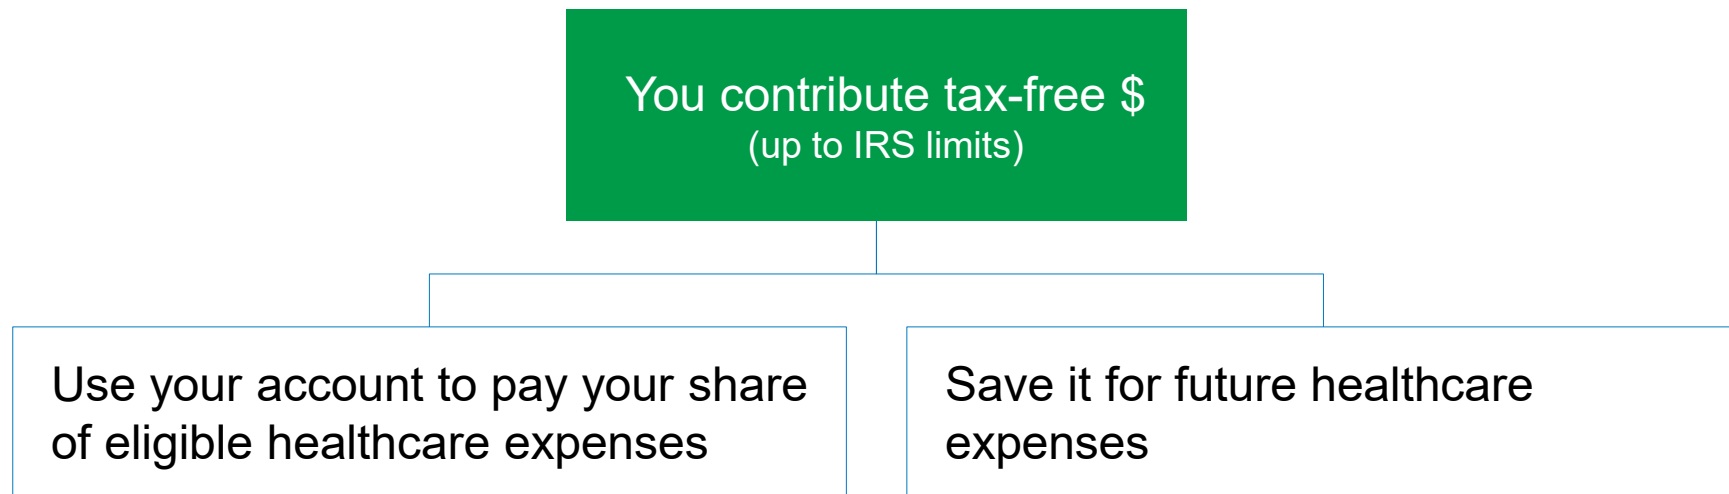 You contribute tax-free $
(up to IRS limits)
Use your account to pay your share
of eligible healthcare expenses
Save it for future healthcare
expenses